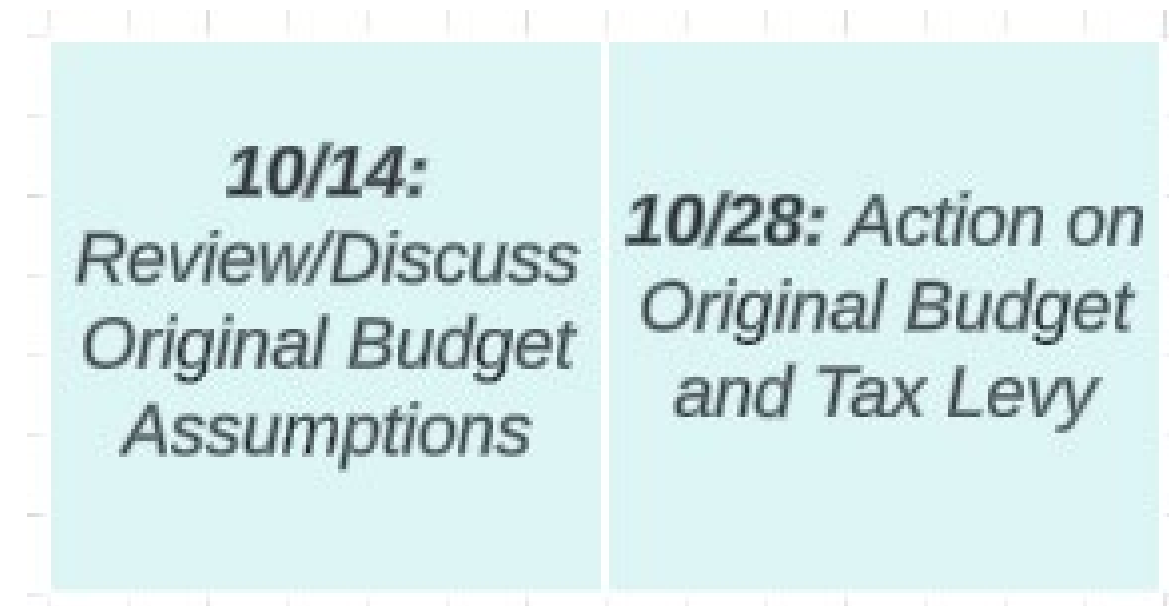 10/14:
Review/Discuss
Original Budget
Assumptions
10/28: Action on
Original Budget
and Tax Levy